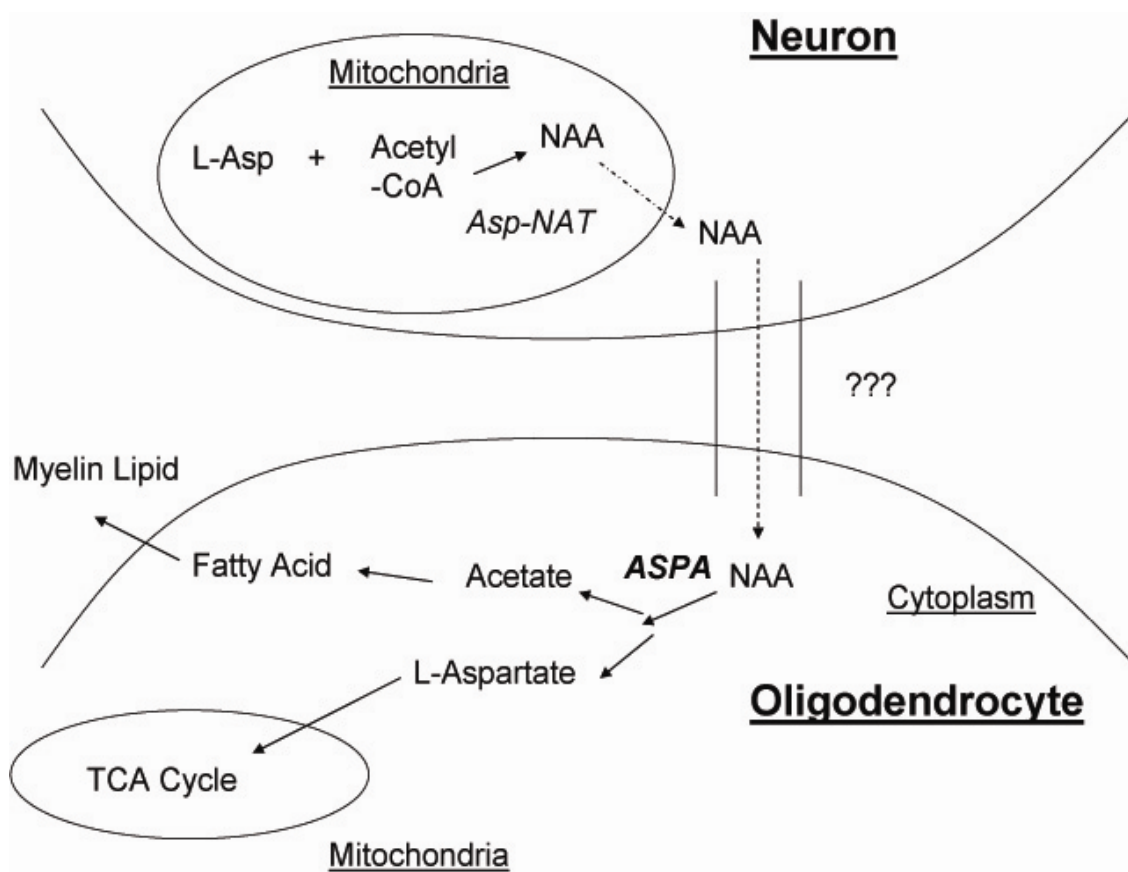 Neuron
Mitochondria
L-Asp + Acetyl
-CoA
NAA
Asp-NAT
NAA
???
Myelin Lipid
Fatty Acid
Acetate
ASPA NAA
Cytoplasm
L-Aspartate
Oligodendrocyte
TCA Cycle
Mitochondria